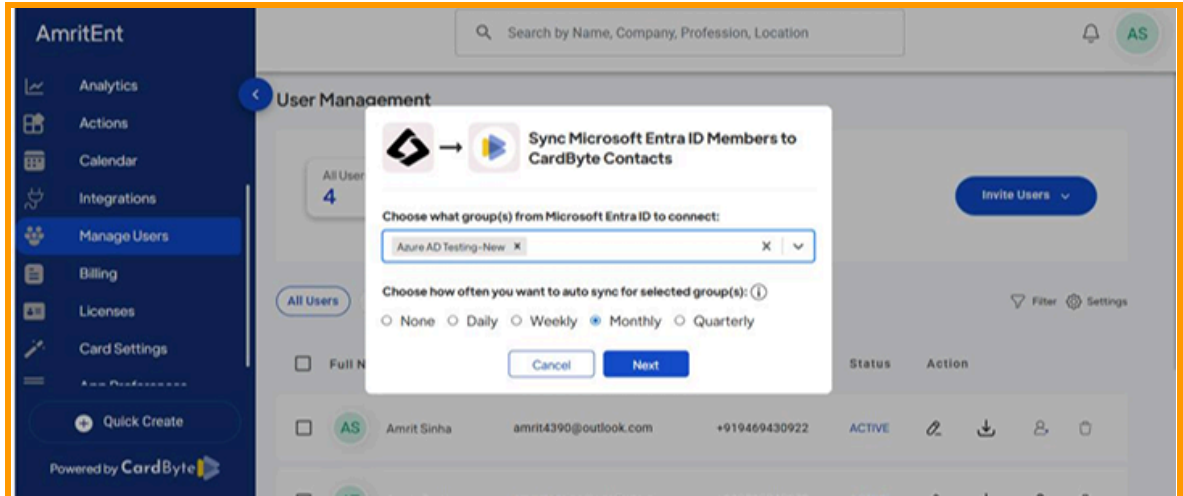 AmritEnt
Search by Name, Company, Profession, Location
AS
Analytics
Actions
Calendar
Integrations
Manage Users
Billing
Licenses
Card Settings
Quick Create
Powered by CardByte
User Management
All User
4
Invite Users
Sync Microsoft Entra ID Members to
CardByte Contacts
Choose what group(s) from Microsoft Entra ID to connect:
Azure AD Testing-New ×
Choose how often you want to auto sync for selected group(s):
None Daily Weekly Monthly Quarterly
Cancel Next
All Users
Filter Settings
Full N
Status Action
AS Amrit Sinha amrit4390@outlook.com +919469430922 ACTIVE